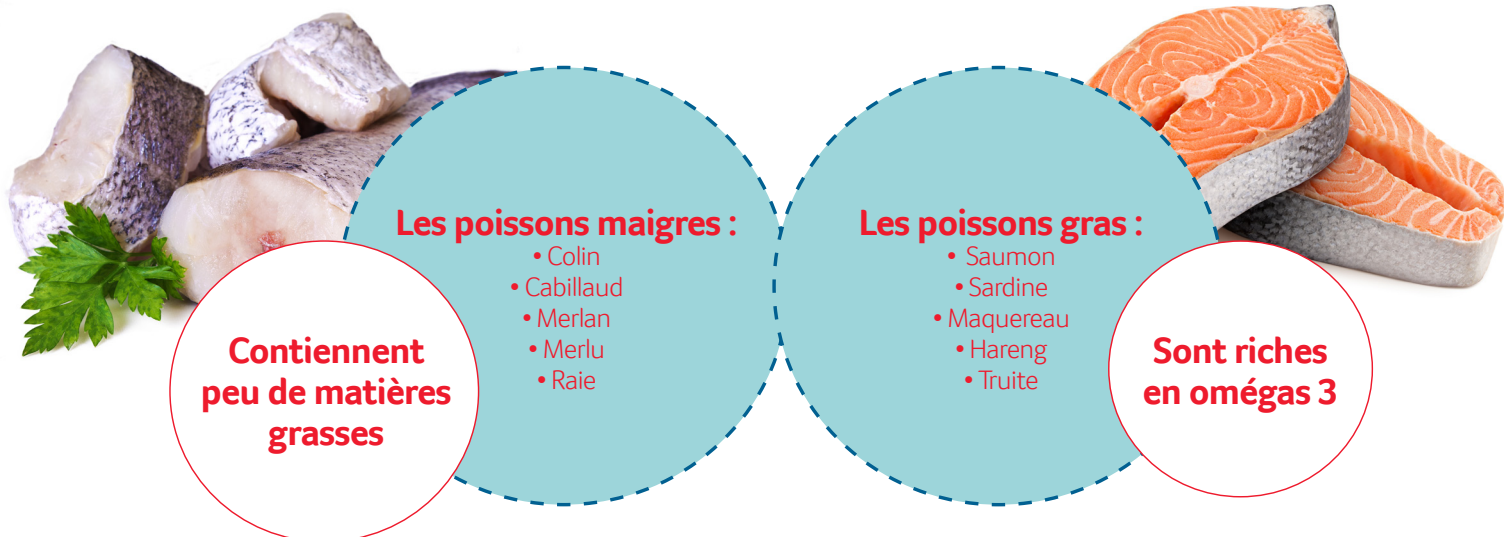 Les poissons maigres :
• Colin
• Cabillaud
• Merlan
• Merlu
• Raie
Contiennent
peu de matières
grasses
Les poissons gras :
• Saumon
• Sardine
• Maquereau
• Hareng
• Truite
Sont riches
en omégas 3